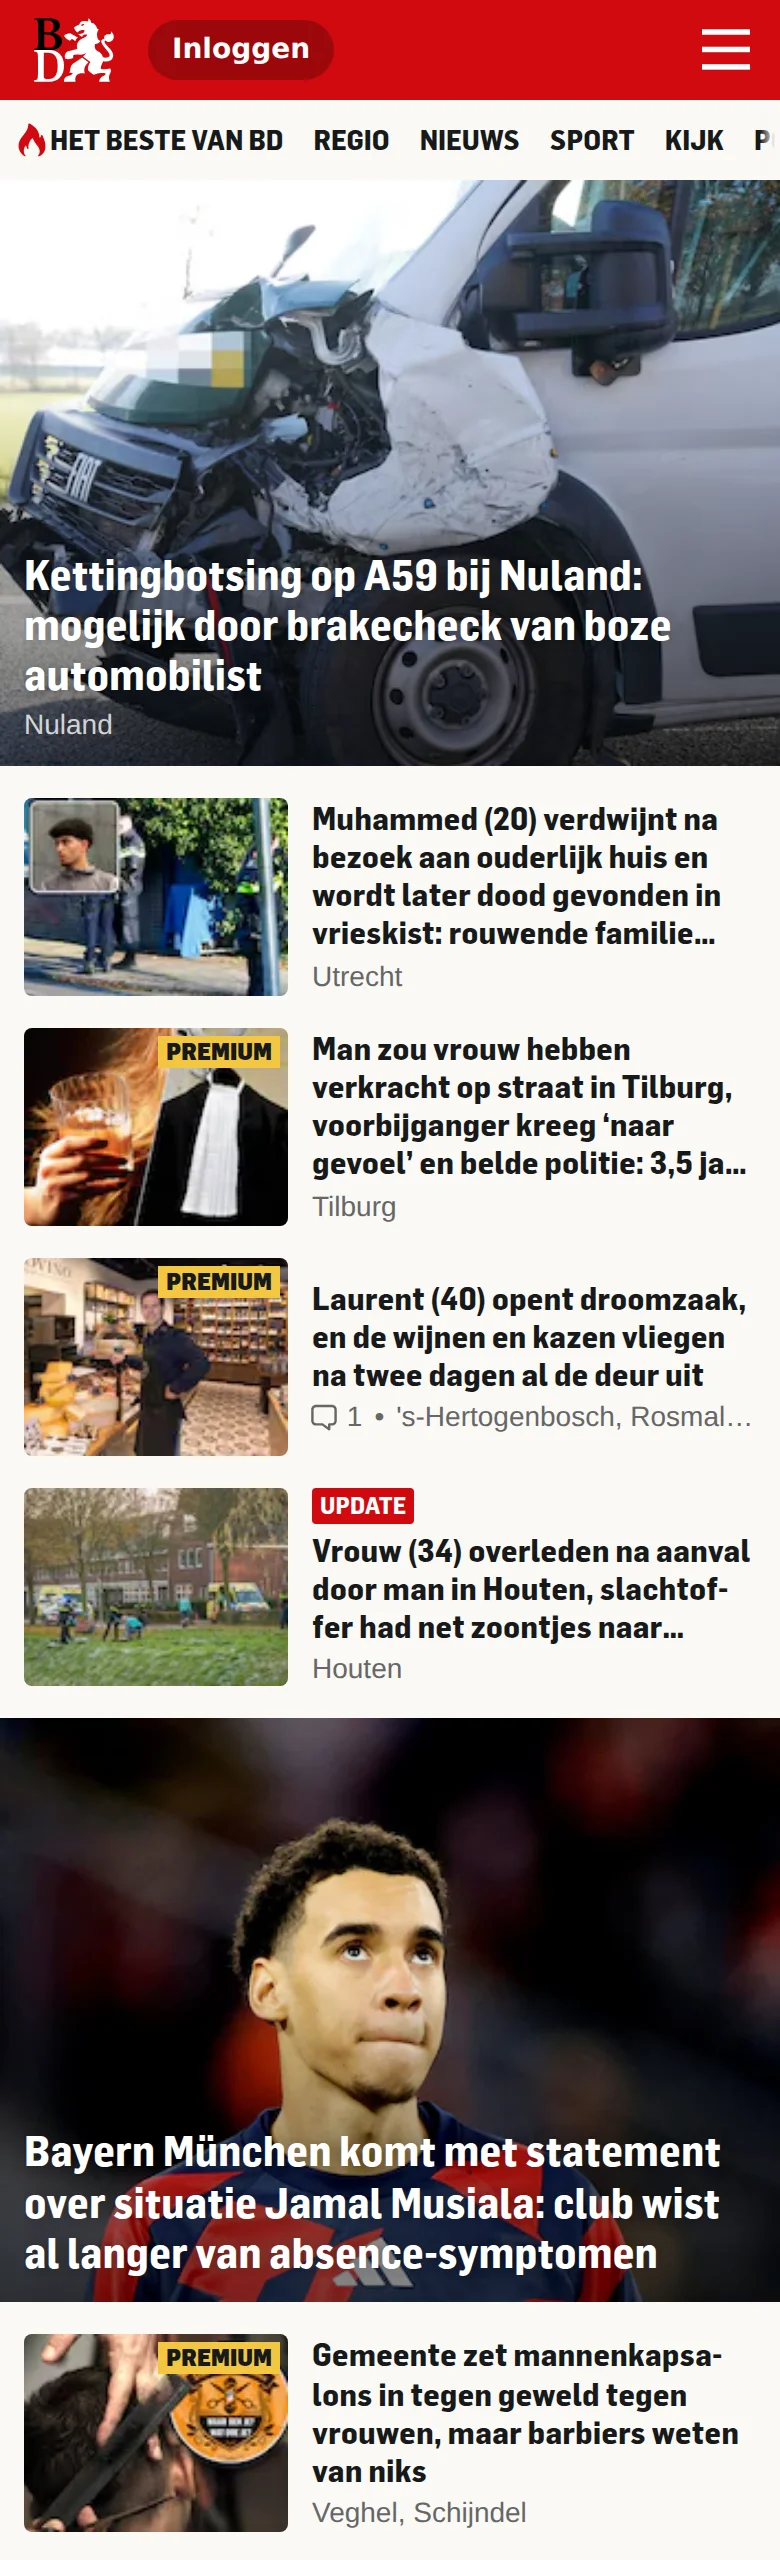 B
D
Inloggen
HET BESTE VAN BD REGIO NIEUWS SPORT KIJK
FIAT
Kettingbotsing op A59 bij Nuland:
mogelijk door brakecheck van boze
automobilist
Nuland
Muhammed (20) verdwijnt na
bezoek aan ouderlijk huis en
wordt later dood gevonden in
vrieskist: rouwende familie...
Utrecht
PREMIUM
Man zou vrouw hebben
verkracht op straat in Tilburg,
voorbijganger kreeg ‘naar
gevoel’ en belde politie: 3,5 ja...
Tilburg
PREMIUM
Laurent (40) opent droomzaak,
en de wijnen en kazen vliegen
na twee dagen al de deur uit
1 • 's-Hertogenbosch, Rosmal...
UPDATE
Vrouw (34) overleden na aanval
door man in Houten, slachtof-
fer had net zoontjes naar...
Houten
Bayern München komt met statement
over situatie Jamal Musiala: club wist
al langer van absence-symptomen
PREMIUM
Gemeente zet mannenkapsa-
lons in tegen geweld tegen
vrouwen, maar barbiers weten
van niks
Veghel, Schijndel